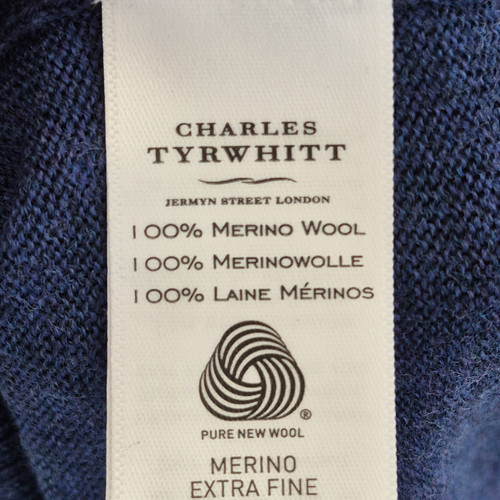 CHARLES
TYRWHITT
JERMYN STREET LONDON
100% MERINO WOOL
100% MERINOWOLLE
100% LAINE MÉRINOS
®
PURE NEW WOOL
MERINO
EXTRA FINE